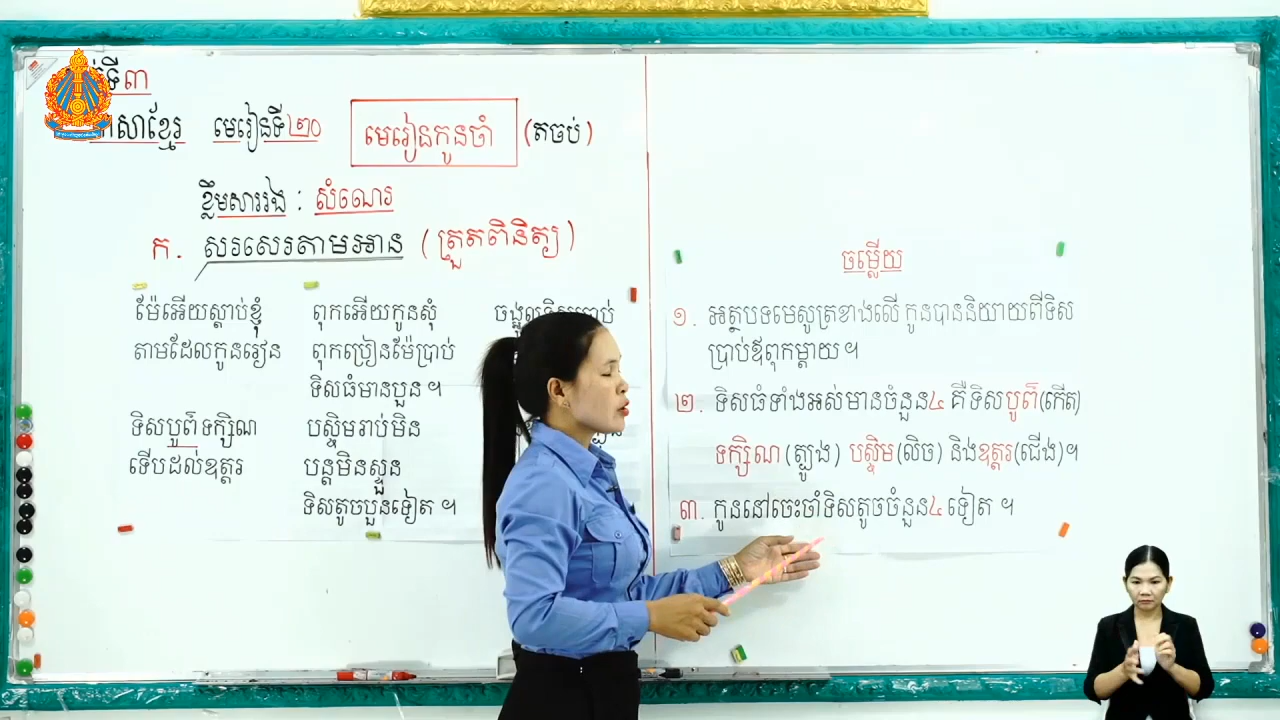 ទី៣
ភាសាខ្មែរ មេរៀនទី២០ មេរៀនកូនចាំ (តចប់)
ខ្លឹមសាររង : សំណេរ
ក. សរសេរតាមអាន (ត្រួតពិនិត្យ)
ម៉ែអើយស្តាប់ខ្ញុំ ពុកអើយកូនសុំ
តាមដែលកូនរៀន ពុកប្រៀនម៉ែប្រាប់
ទិសធំមានបួន ។
ទិសបូព៌ទក្សិណ បស្ចិមរាប់មិន
ទើបដល់ឧត្តរ បន្តមិនស្ទួន
ទិសតូចបួនទៀត ។
ចម្លើយ
១. អត្ថបទមេសូត្រខាងលើ កូនបាននិយាយពីទិស
ប្រាប់ឪពុកម្តាយ ។
២. ទិសធំទាំងអស់មានចំនួន៤ គឺទិសបូព៌(កើត)
ទក្សិណ(ត្បូង) បស្ចិម(លិច) និងឧត្តរ(ជើង)។
៣. កូននៅចេះចាំទិសតូចចំនួន៤ ទៀត ។